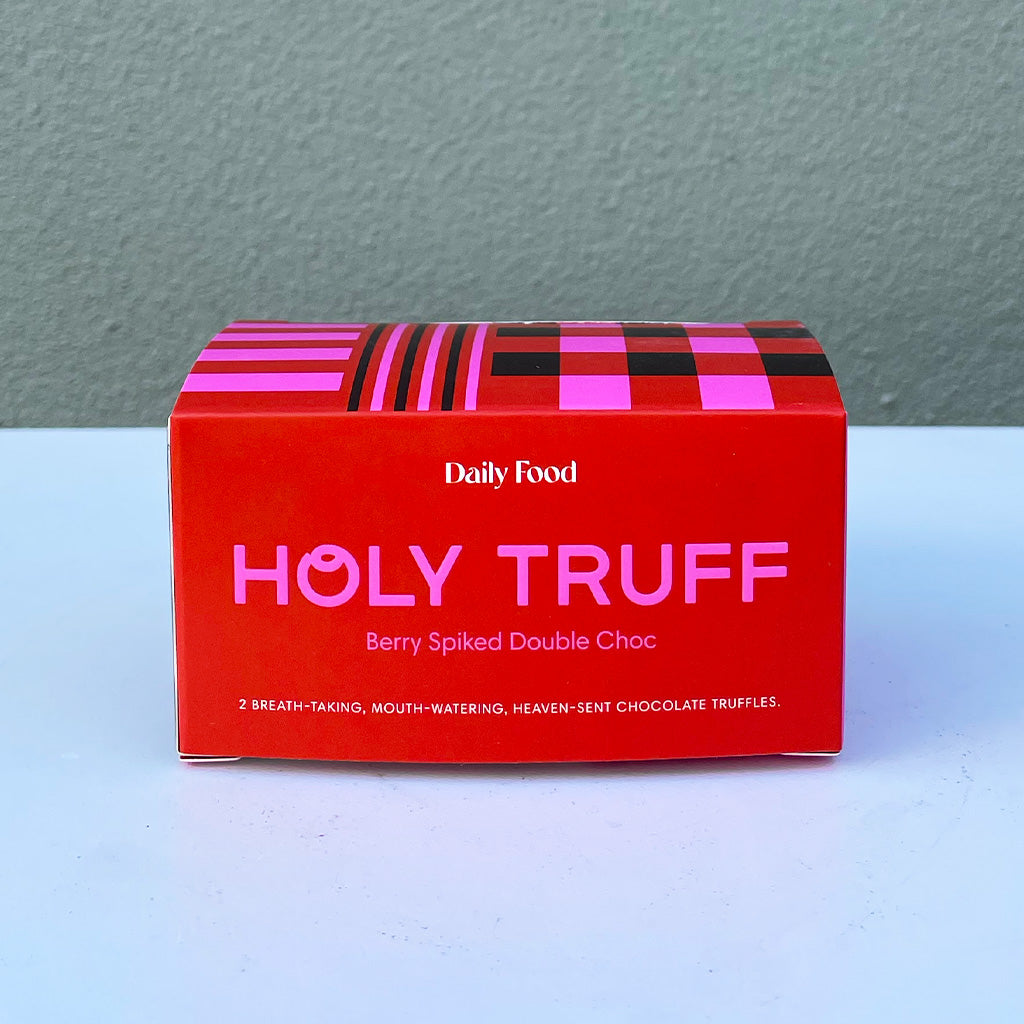 Daily Food
HOLY TRUFF
Berry Spiked Double Choc
2 BREATH-TAKING, MOUTH-WATERING, HEAVEN-SENT CHOCOLATE TRUFFLES.